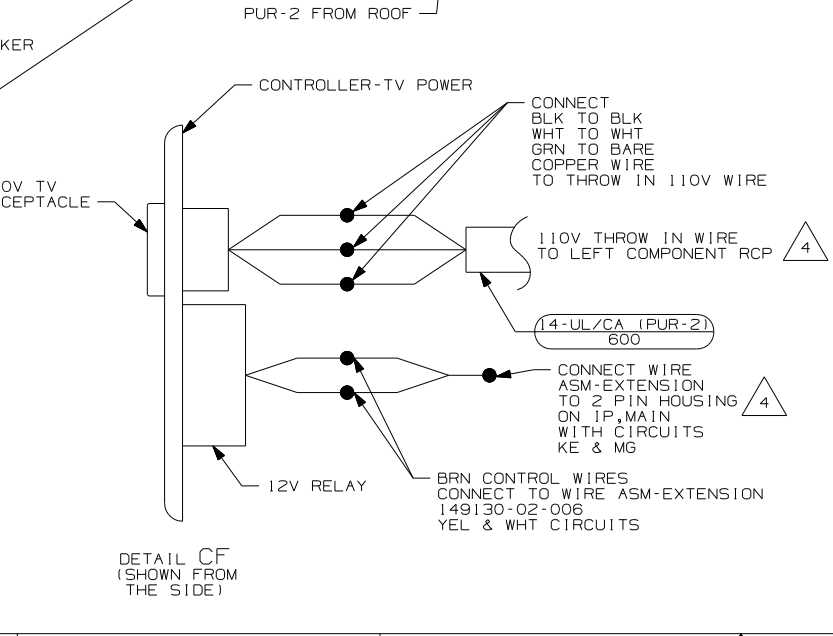 PUR-2 FROM ROOF
KER
CONTROLLER-TV POWER
CONNECT
BLK TO BLK
WHT TO WHT
GRN TO BARE
COPPER WIRE
TO THROW IN 110V WIRE
0V TV
CEPTACLE
110V THROW IN WIRE
TO LEFT COMPONENT RCP
4
14-UL/CA (PUR-2)
600
CONNECT WIRE
ASM-EXTENSION
TO 2 PIN HOUSING
ON IP,MAIN
WITH CIRCUITS
KE & MG
4
12V RELAY
BRN CONTROL WIRES
CONNECT TO WIRE ASM-EXTENSION
149130-02-006
YEL & WHT CIRCUITS
DETAIL CF
(SHOWN FROM
THE SIDE)